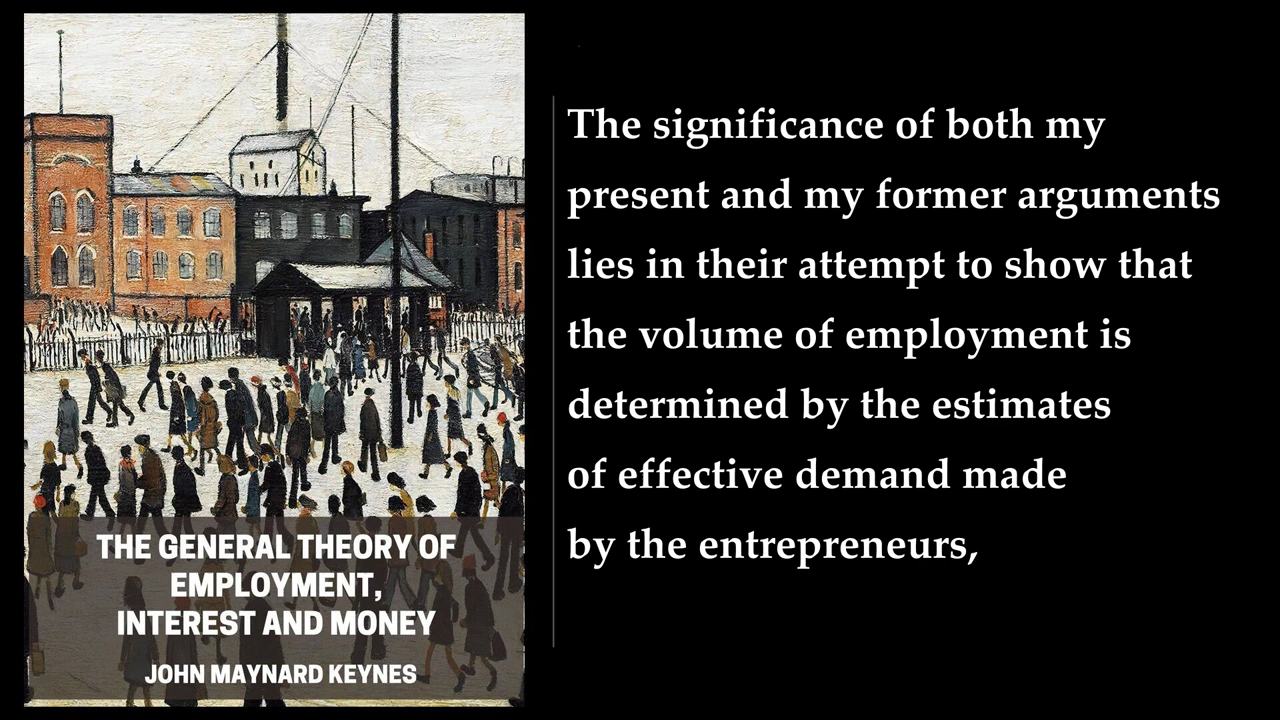 THE GENERAL THEORY OF
EMPLOYMENT,
INTEREST AND MONEY
JOHN MAYNARD KEYNES
The significance of both my
present and my former arguments
lies in their attempt to show that
the volume of employment is
determined by the estimates
of effective demand made
by the entrepreneurs,